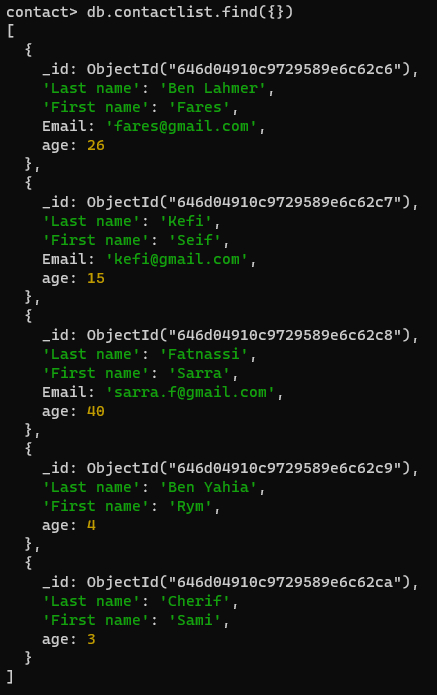 contact> db.contactlist.find({})
[
  {
    _id: ObjectId("646d04910c9729589e6c62c6"),
    'Last name': 'Ben Lahmer',
    'First name': 'Fares',
    Email: 'fares@gmail.com',
    age: 26
  },
  {
    _id: ObjectId("646d04910c9729589e6c62c7"),
    'Last name': 'Kefi',
    'First name': 'Seif',
    Email: 'kefi@gmail.com',
    age: 15
  },
  {
    _id: ObjectId("646d04910c9729589e6c62c8"),
    'Last name': 'Fatnassi',
    'First name': 'Sarra',
    Email: 'sarra.f@gmail.com',
    age: 40
  },
  {
    _id: ObjectId("646d04910c9729589e6c62c9"),
    'Last name': 'Ben Yahia',
    'First name': 'Rym',
    age: 4
  },
  {
    _id: ObjectId("646d04910c9729589e6c62ca"),
    'Last name': 'Cherif',
    'First name': 'Sami',
    age: 3
  }
]